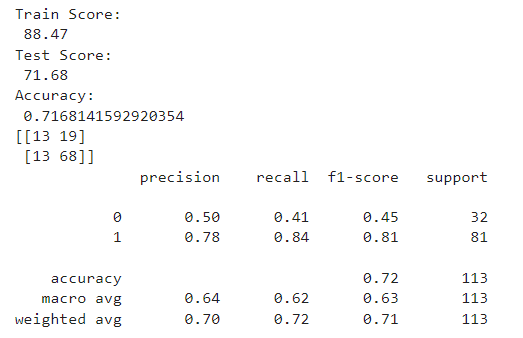 Train Score:
 88.47
Test Score:
 71.68
Accuracy:
 0.7168141592920354
[[13 19]
 [13 68]]
              precision    recall  f1-score   support

           0       0.50      0.41      0.45        32
           1       0.78      0.84      0.81        81

    accuracy                           0.72       113
   macro avg       0.64      0.62      0.63       113
weighted avg       0.70      0.72      0.71       113